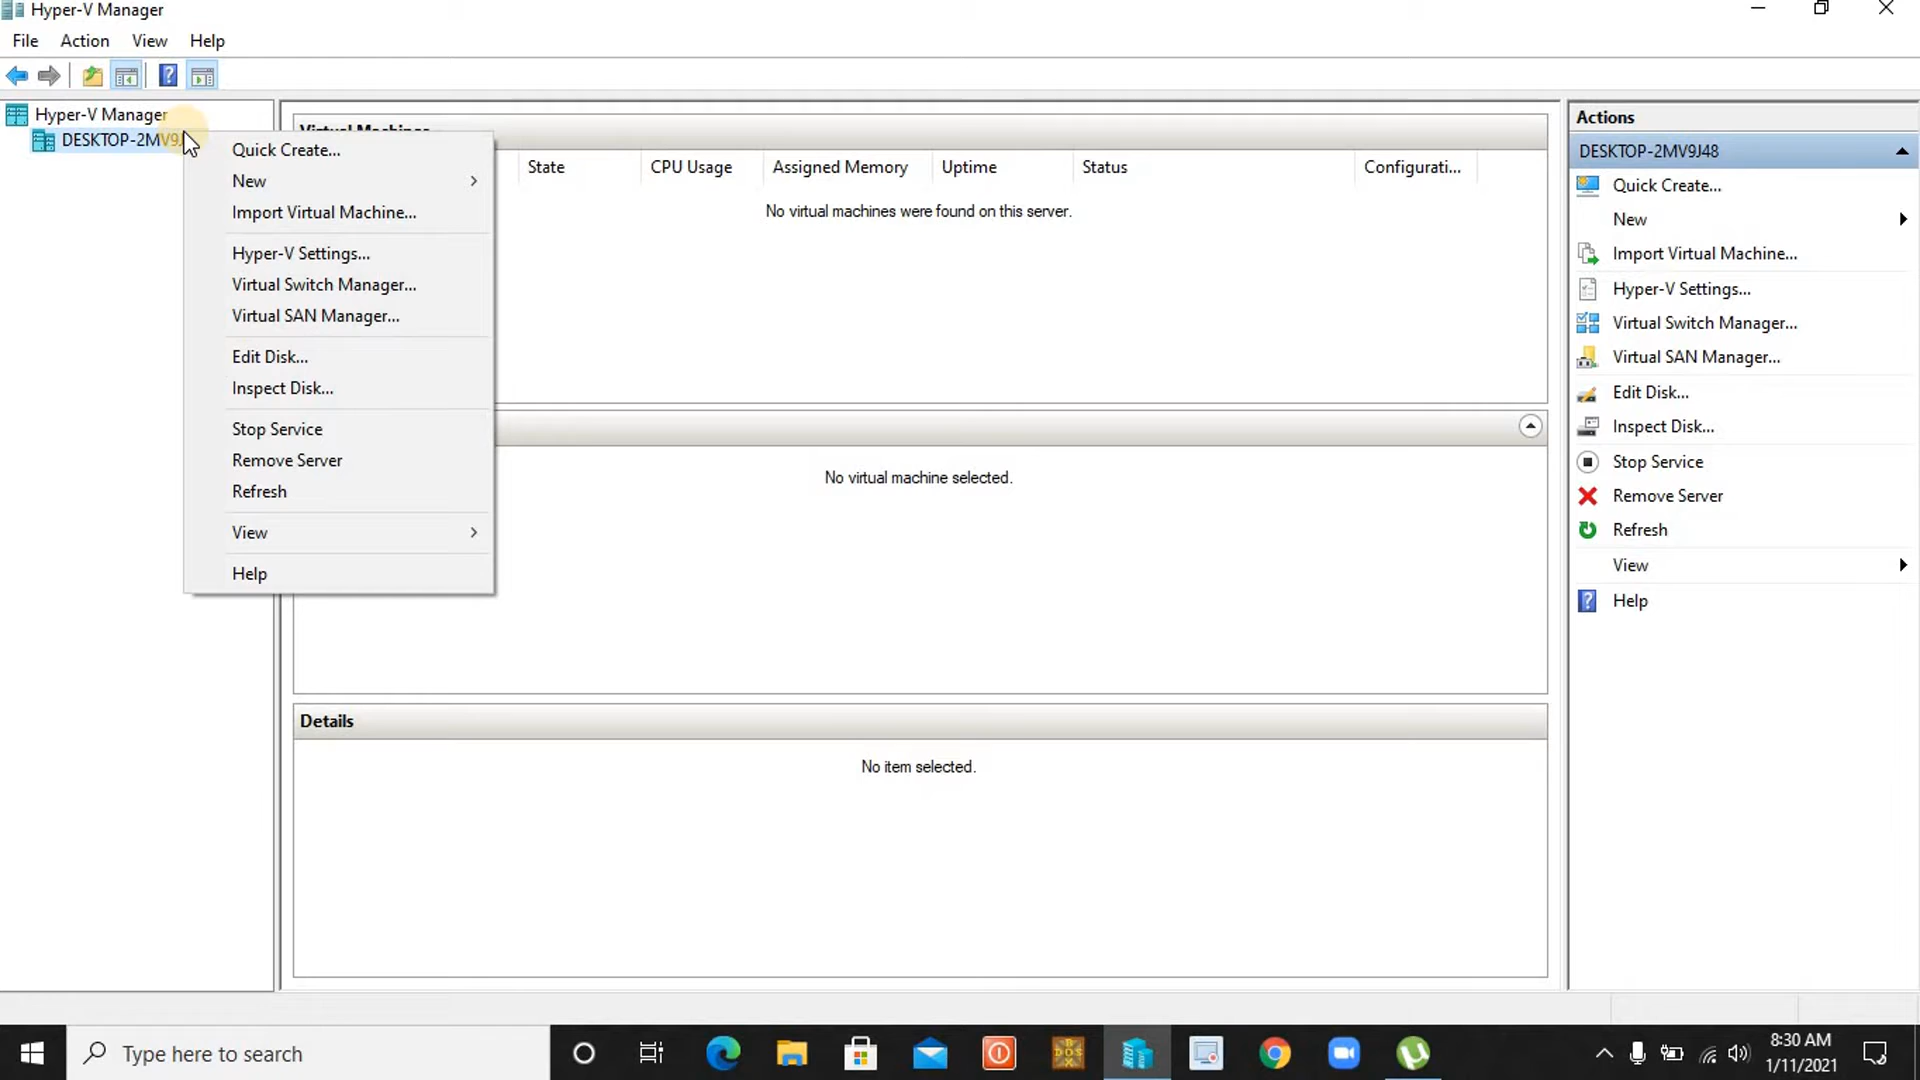 Hyper-V Manager
File Action View Help
Hyper-V Manager
DESKTOP-2MV9J
Quick Create...
New
Import Virtual Machine...
Hyper-V Settings...
Virtual Switch Manager...
Virtual SAN Manager...
Edit Disk...
Inspect Disk...
Stop Service
Remove Server
Refresh
View
Help
Virtual Machines
State CPU Usage Assigned Memory Uptime Status Configurati...
No virtual machines were found on this server.
No virtual machine selected.
Details
No item selected.
Actions
DESKTOP-2MV9J48
Quick Create...
New
Import Virtual Machine...
Hyper-V Settings...
Virtual Switch Manager...
Virtual SAN Manager...
Edit Disk...
Inspect Disk...
Stop Service
Remove Server
Refresh
View
Help
Type here to search
8:30 AM
1/11/2021